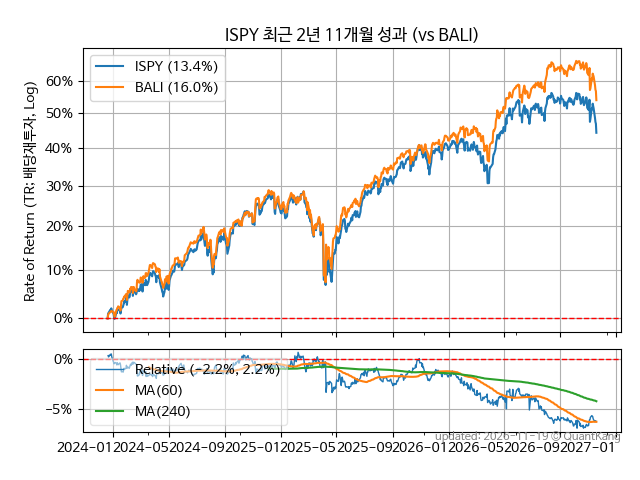 ISPY 최근 2년 11개월 성과 (vs BALI)
ISPY (13.4%)
BALI (16.0%)
60%
50%
40%
30%
20%
10%
0%
Rate of Return (TR: 배당재투자, Log)
0%
−5%
Relative (−2.2%, 2.2%)
MA(60)
MA(240)
updated: 2026−11−19 © QuantKang
2024−01 2024−05 2024−09 2025−01 2025−05 2025−09 2026−01 2026−05 2026−09 2027−01